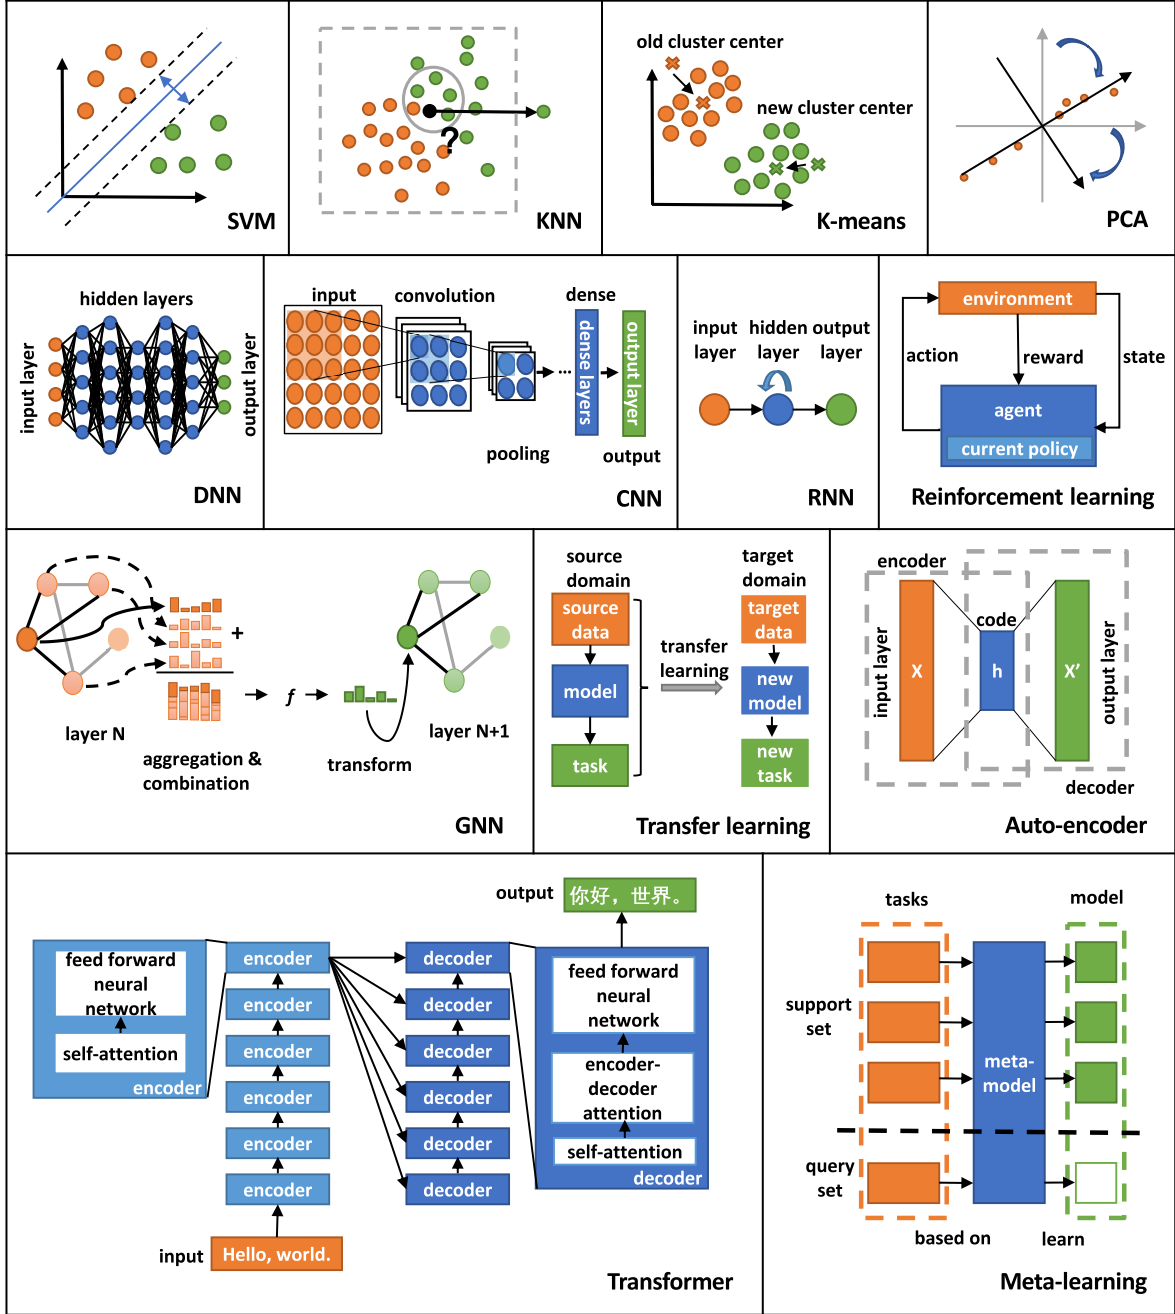 SVM
?
KNN
old cluster center
new cluster center
K-means
PCA
hidden layers
input layer
output layer
DNN
input
convolution
dense
dense layers
output layer
...
pooling
output
CNN
input
layer
hidden
layer
output
layer
RNN
environment
action
reward
state
agent
current policy
Reinforcement learning
+
f
layer N
layer N+1
aggregation &
combination
transform
GNN
source
domain
source
data
model
task
transfer
learning
target
domain
target
data
new
model
new
task
Transfer learning
encoder
input layer
X
code
h
X’
output layer
decoder
Auto-encoder
output
你好，世界。
feed forward
neural
network
self-attention
encoder
encoder
encoder
encoder
encoder
encoder
encoder
decoder
decoder
decoder
decoder
decoder
decoder
feed forward
neural
network
encoder-
decoder
attention
self-attention
decoder
input
Hello, world.
Transformer
tasks
model
support
set
meta-
model
query
set
based on
learn
Meta-learning